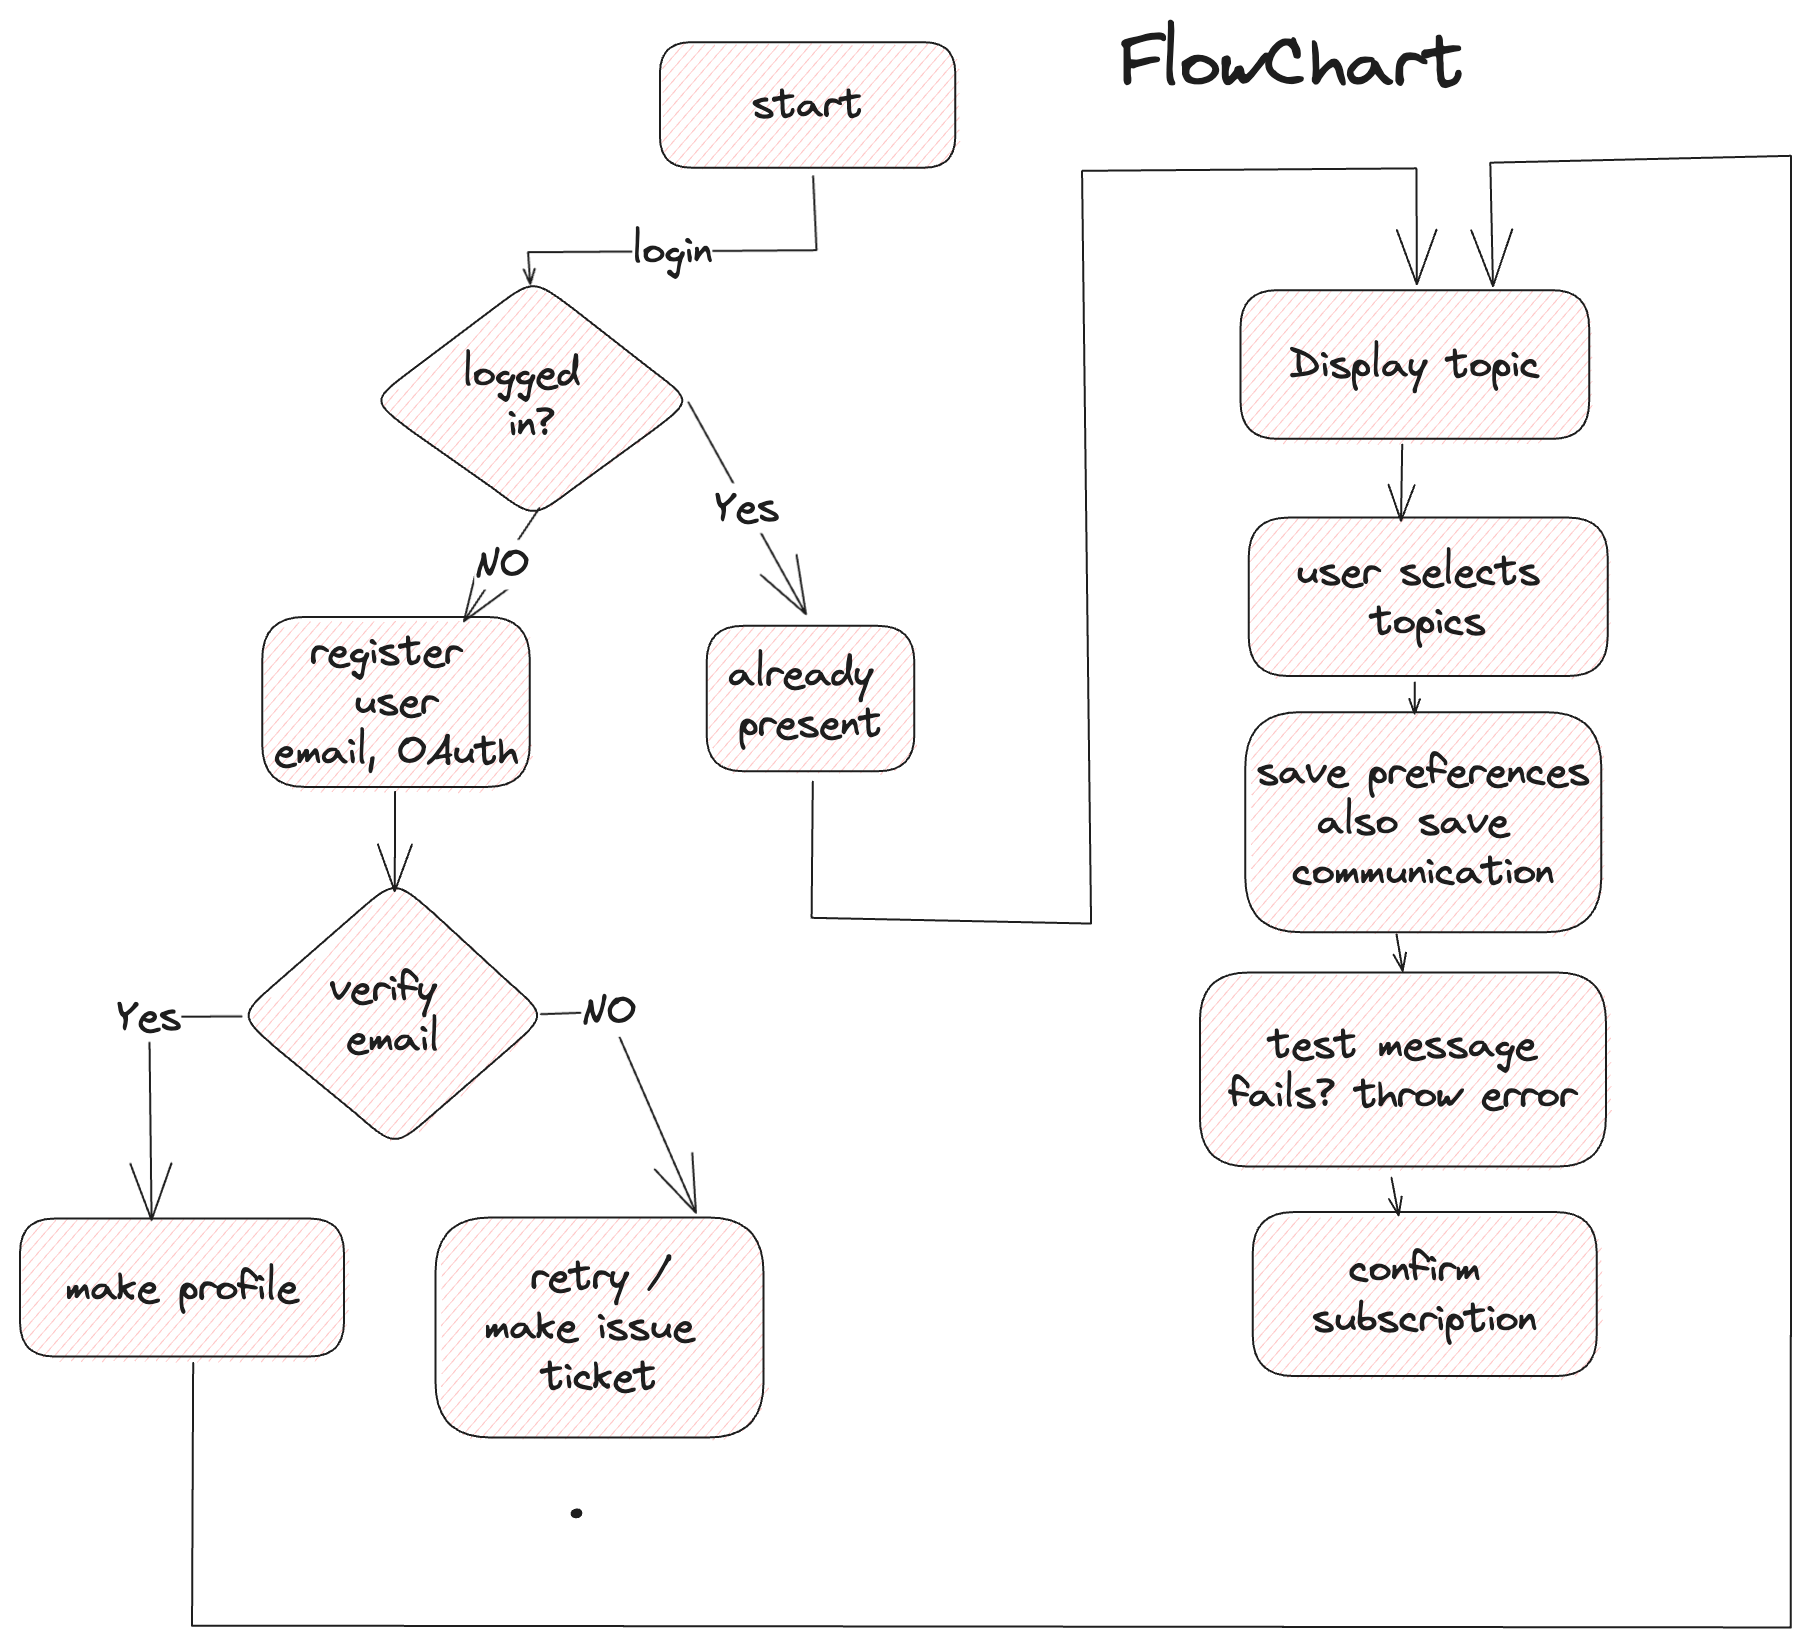 FlowChart
start
login
logged
in?
Yes
NO
register
user
email, OAuth
already
present
verify
email
Yes
NO
make profile
retry /
make issue
ticket
Display topic
user selects
topics
save preferences
also save
communication
test message
fails? throw error
confirm
subscription